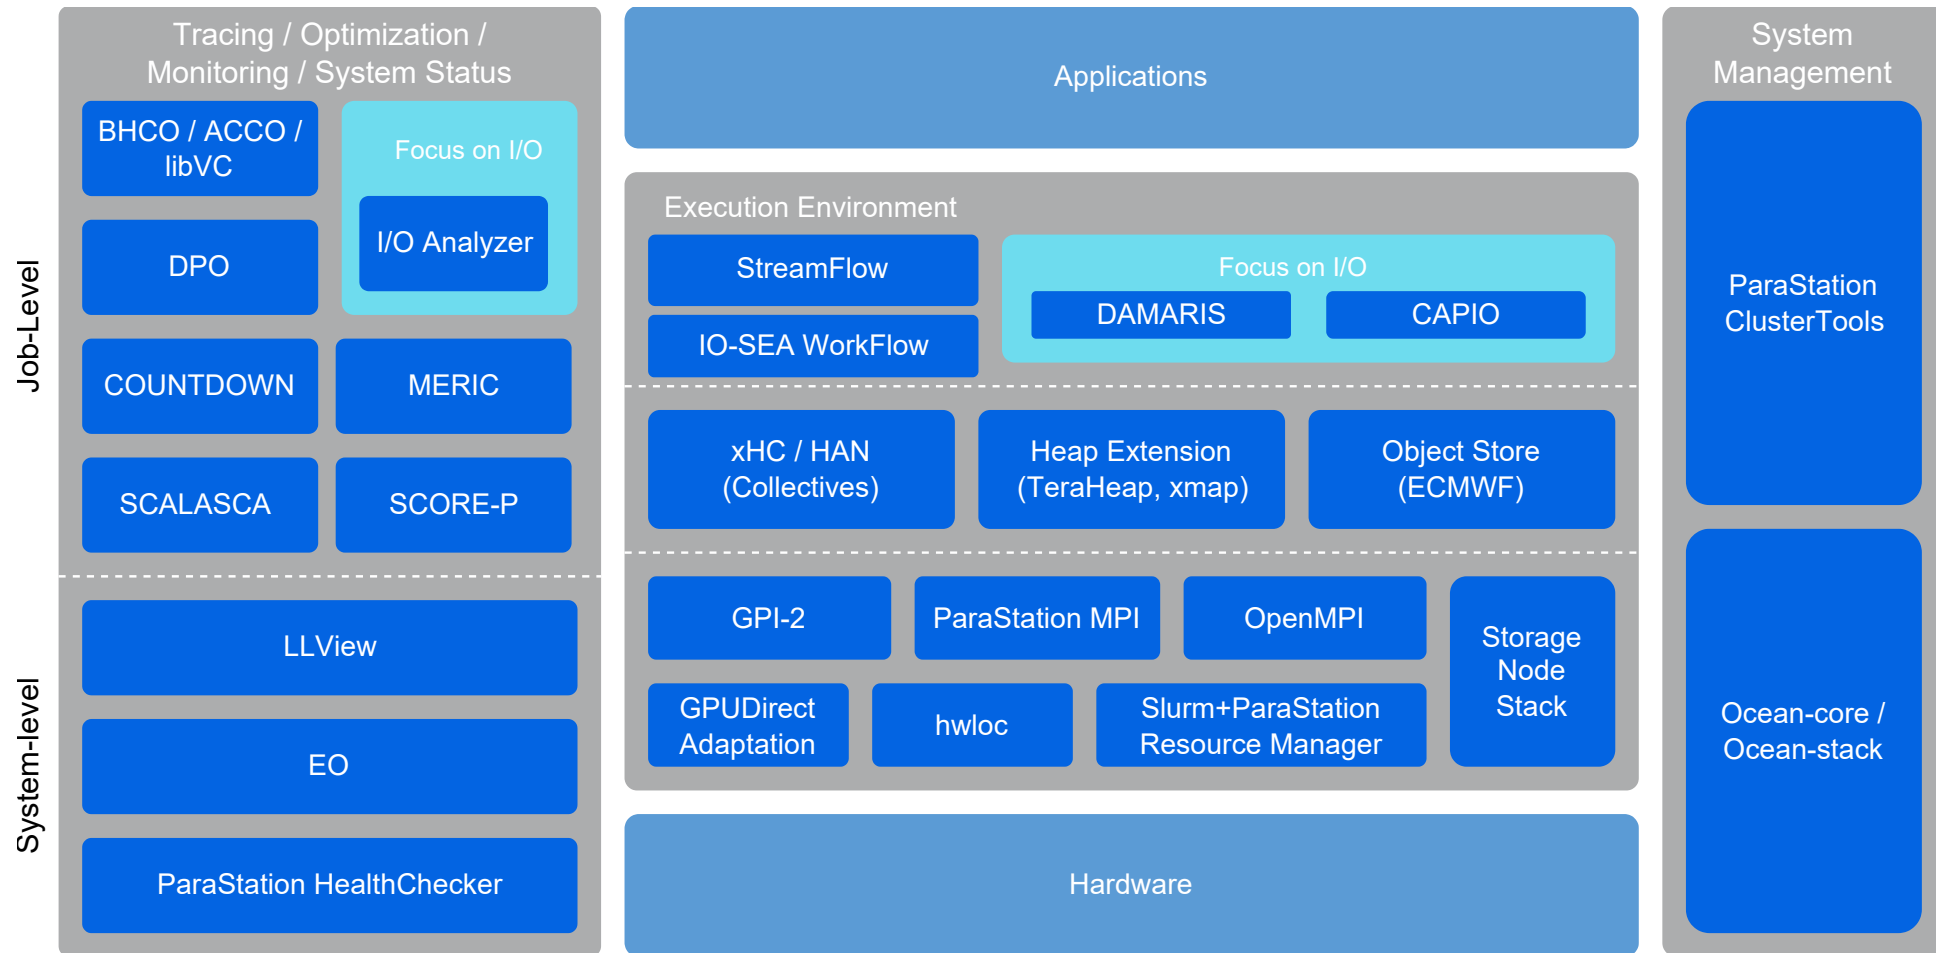 Job-Level
System-level
Tracing / Optimization /
Monitoring / System Status
BHCO / ACCO /
libVC
Focus on I/O
I/O Analyzer
DPO
COUNTDOWN
MERIC
SCALASCA
SCORE-P
LLView
EO
ParaStation HealthChecker
Applications
Execution Environment
StreamFlow
IO-SEA WorkFlow
Focus on I/O
DAMARIS
CAPIO
xHC / HAN
(Collectives)
Heap Extension
(TeraHeap, xmap)
Object Store
(ECMWF)
GPI-2
ParaStation MPI
OpenMPI
Storage
Node
Stack
GPUDirect
Adaptation
hwloc
Slurm+ParaStation
Resource Manager
Hardware
System
Management
ParaStation
ClusterTools
Ocean-core /
Ocean-stack